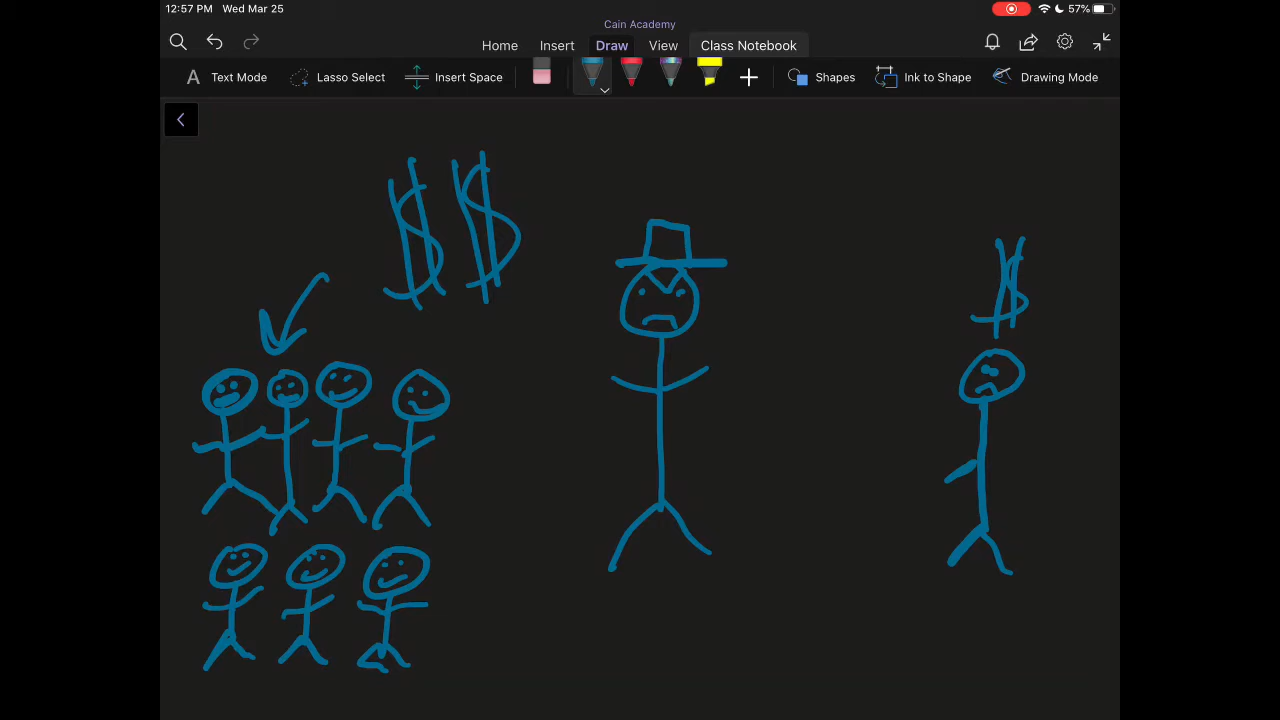 12:57 PM Wed Mar 25
57%
Cain Academy
Home Insert Draw View Class Notebook
A Text Mode Lasso Select Insert Space Shapes Ink to Shape Drawing Mode
$$
$